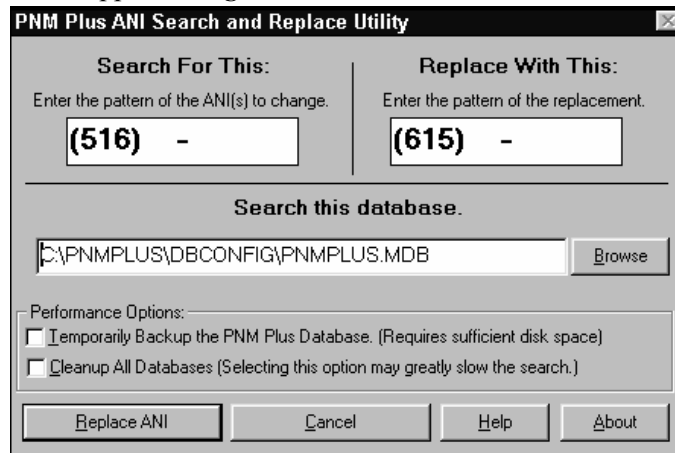 PNM Plus ANI Search and Replace Utility
Search For This:
Replace With This:
Enter the pattern of the ANI(s) to change.
Enter the pattern of the replacement.
(516) -
(615) -
Search this database.
C:\PNMPLUS\DBCONFIG\PNMPLUS.MDB
Browse
Performance Options:
Temporarily Backup the PNM Plus Database. (Requires sufficient disk space)
Cleanup All Databases (Selecting this option may greatly slow the search.)
Replace ANI
Cancel
Help
About